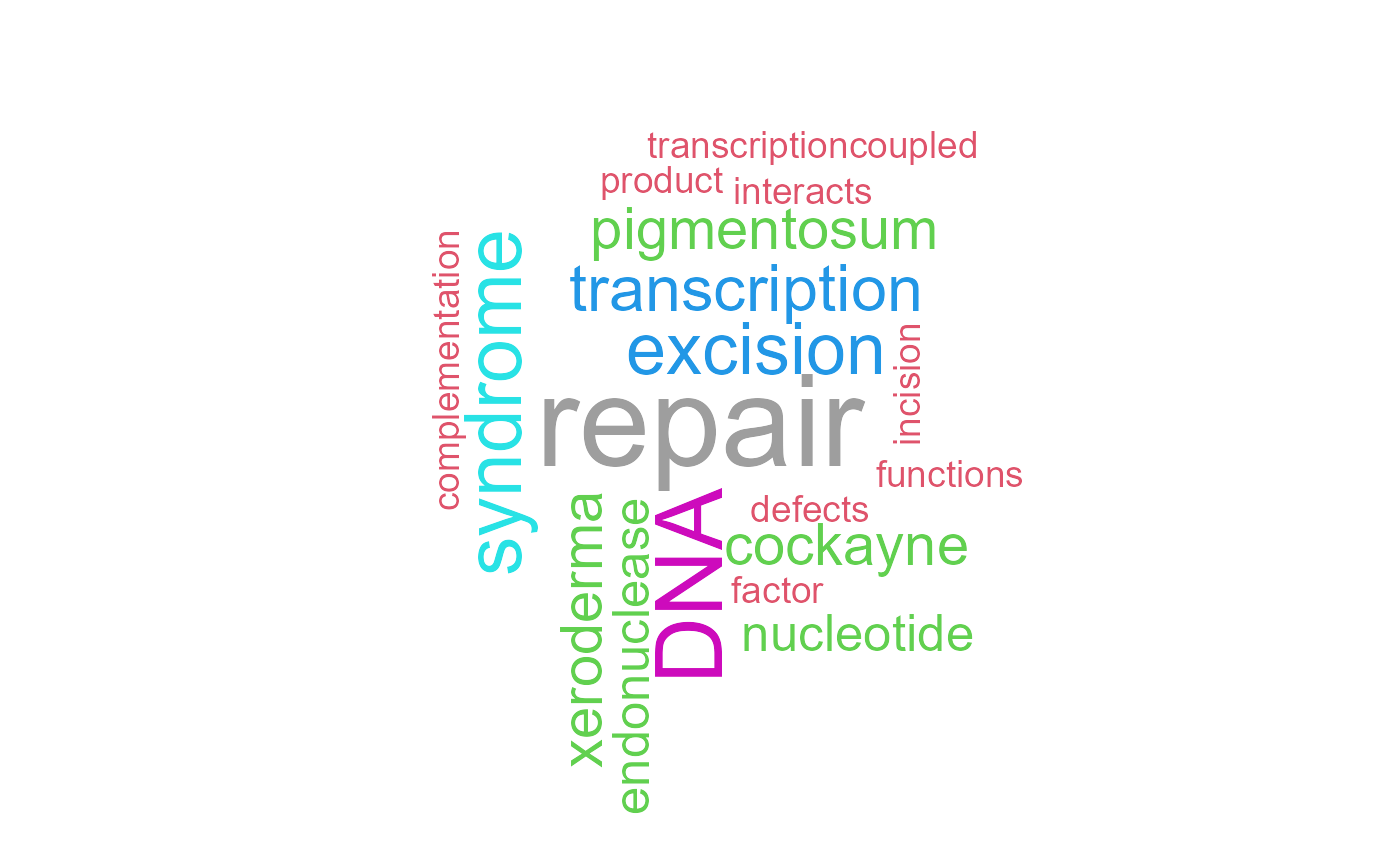 transcriptioncoupled
product
interacts
pigmentosum
complementation
syndrome
transcription
excision
incision
repair
functions
xeroderma
endonuclease
DNA
defects
cockayne
factor
nucleotide